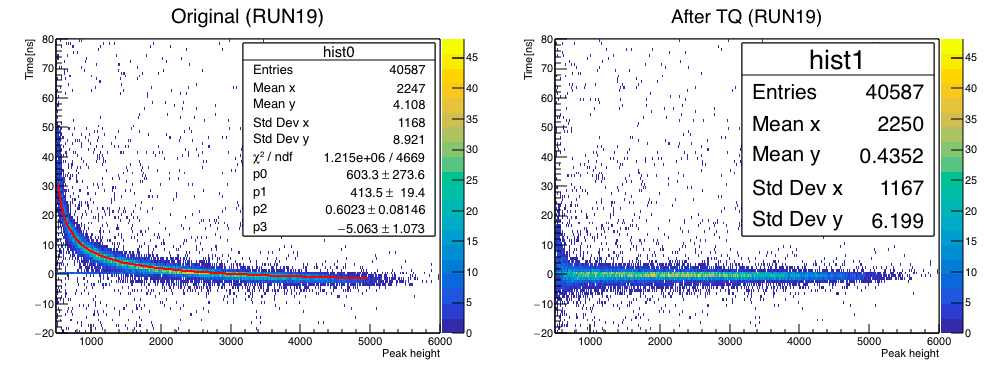 Original (RUN19)
Time[ns]
80
70
60
50
40
30
20
10
0
−10
−20
1000 2000 3000 4000 5000 6000
Peak height
hist0
Entries 40587
Mean x 2247
Mean y 4.108
Std Dev x 1168
Std Dev y 8.921
χ² / ndf 1.215e+06 / 4669
p0 603.3 ± 273.6
p1 413.5 ± 19.4
p2 0.6023 ± 0.08146
p3 −5.063 ± 1.073
45
40
35
30
25
20
15
10
5
0
After TQ (RUN19)
Time[ns]
80
70
60
50
40
30
20
10
0
−10
−20
1000 2000 3000 4000 5000 6000
Peak height
hist1
Entries 40587
Mean x 2250
Mean y 0.4352
Std Dev x 1167
Std Dev y 6.199
45
40
35
30
25
20
15
10
5
0